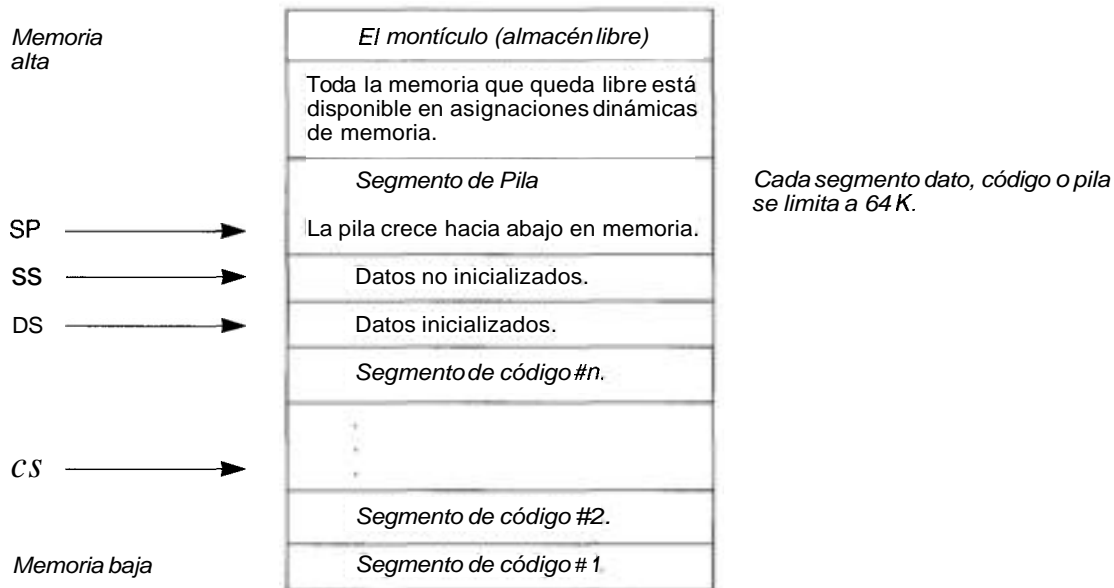 Memoria
alta
El montículo (almacén libre)
Toda la memoria que queda libre está
disponible en asignaciones dinámicas
de memoria.
Segmento de Pila
Cada segmento dato, código o pila
se limita a 64 K.
SP
La pila crece hacia abajo en memoria.
SS
Datos no inicializados.
DS
Datos inicializados.
Segmento de código #n.
.
.
.
CS
Segmento de código #2.
Memoria baja
Segmento de código #1